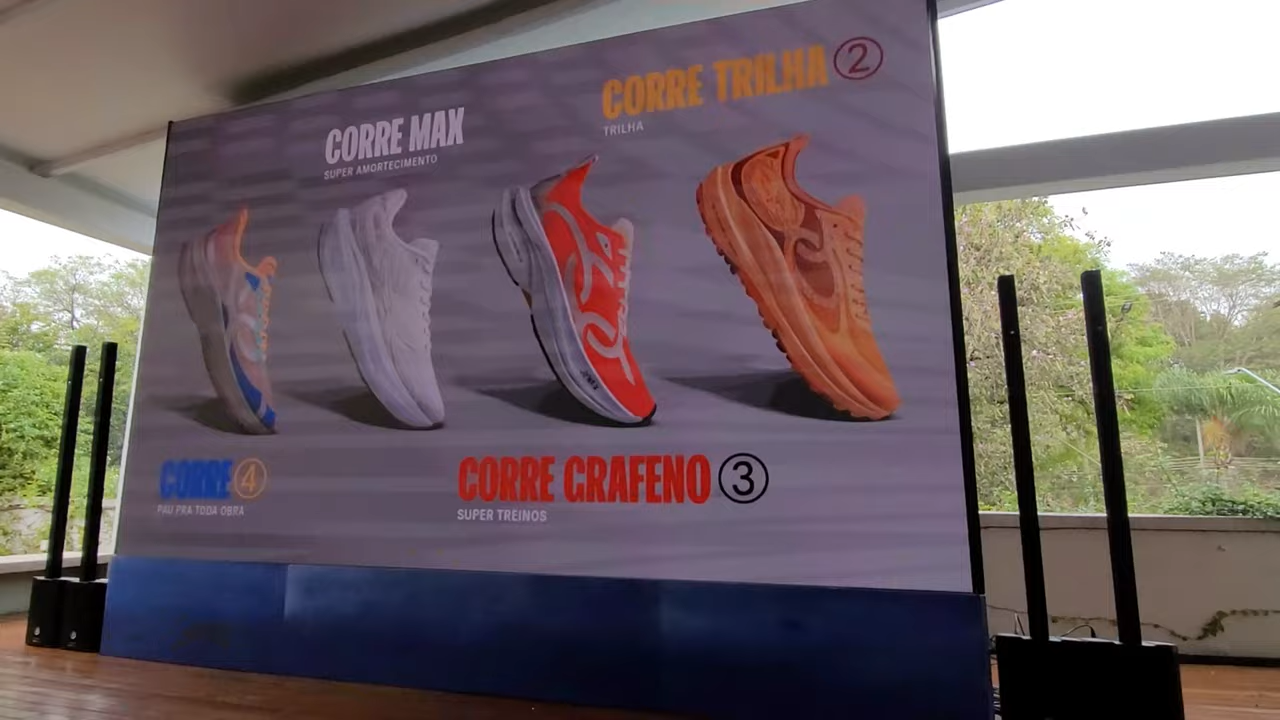 CORRE TRILHA 2
TRILHA
CORRE MAX
SUPER AMORTECIMENTO
CORRE 4
PAU PRA TODA OBRA
CORRE GRAFENO 3
SUPER TREINOS